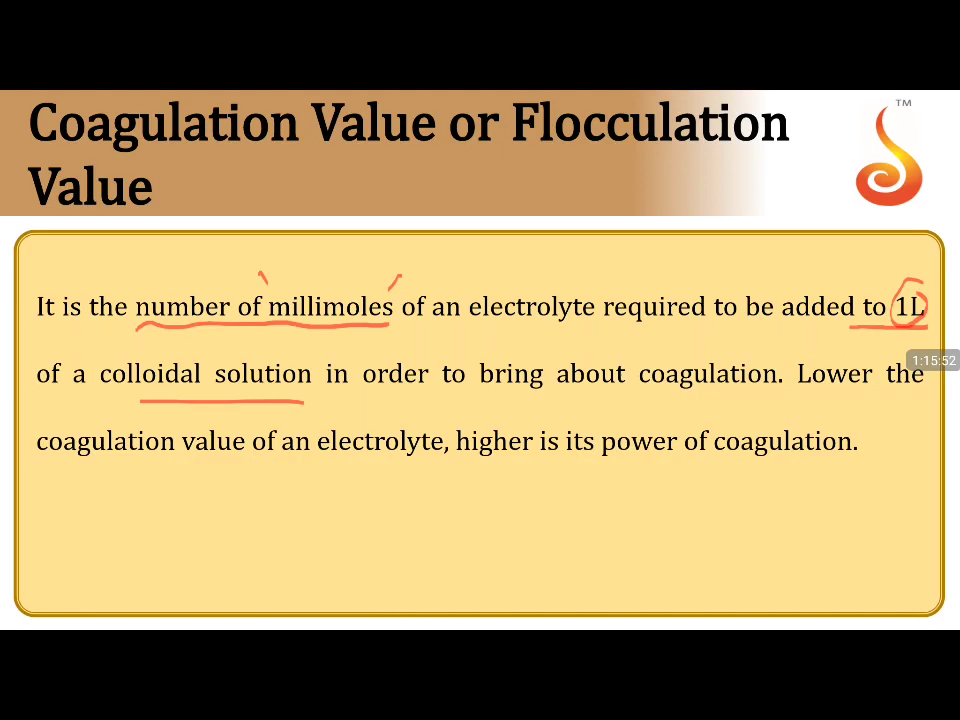 Coagulation Value or Flocculation
Value
TM
It is the number of millimoles of an electrolyte required to be added to 1L
1:15:52
of a colloidal solution in order to bring about coagulation. Lower the
coagulation value of an electrolyte, higher is its power of coagulation.